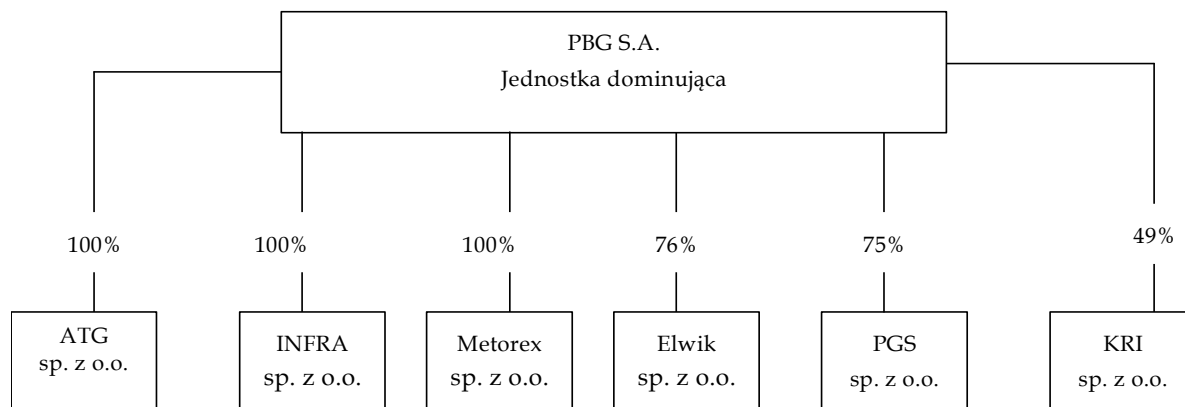 PBG S.A.
Jednostka dominująca
100%
100%
100%
76%
75%
49%
ATG
sp. z o.o.
INFRA
sp. z o.o.
Metorex
sp. z o.o.
Elwik
sp. z o.o.
PGS
sp. z o.o.
KRI
sp. z o.o.